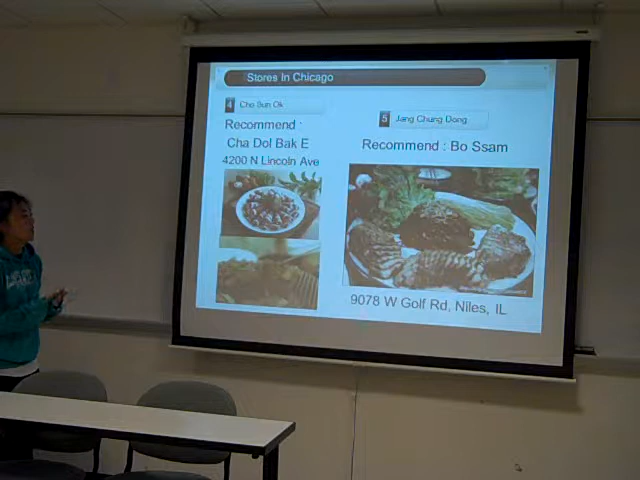 Stores In Chicago
4 Cho Sun Ok
Recommend :
Cha Dol Bak E
4200 N Lincoln Ave
5 Jang Chung Dong
Recommend : Bo Ssam
9078 W Golf Rd, Niles, IL